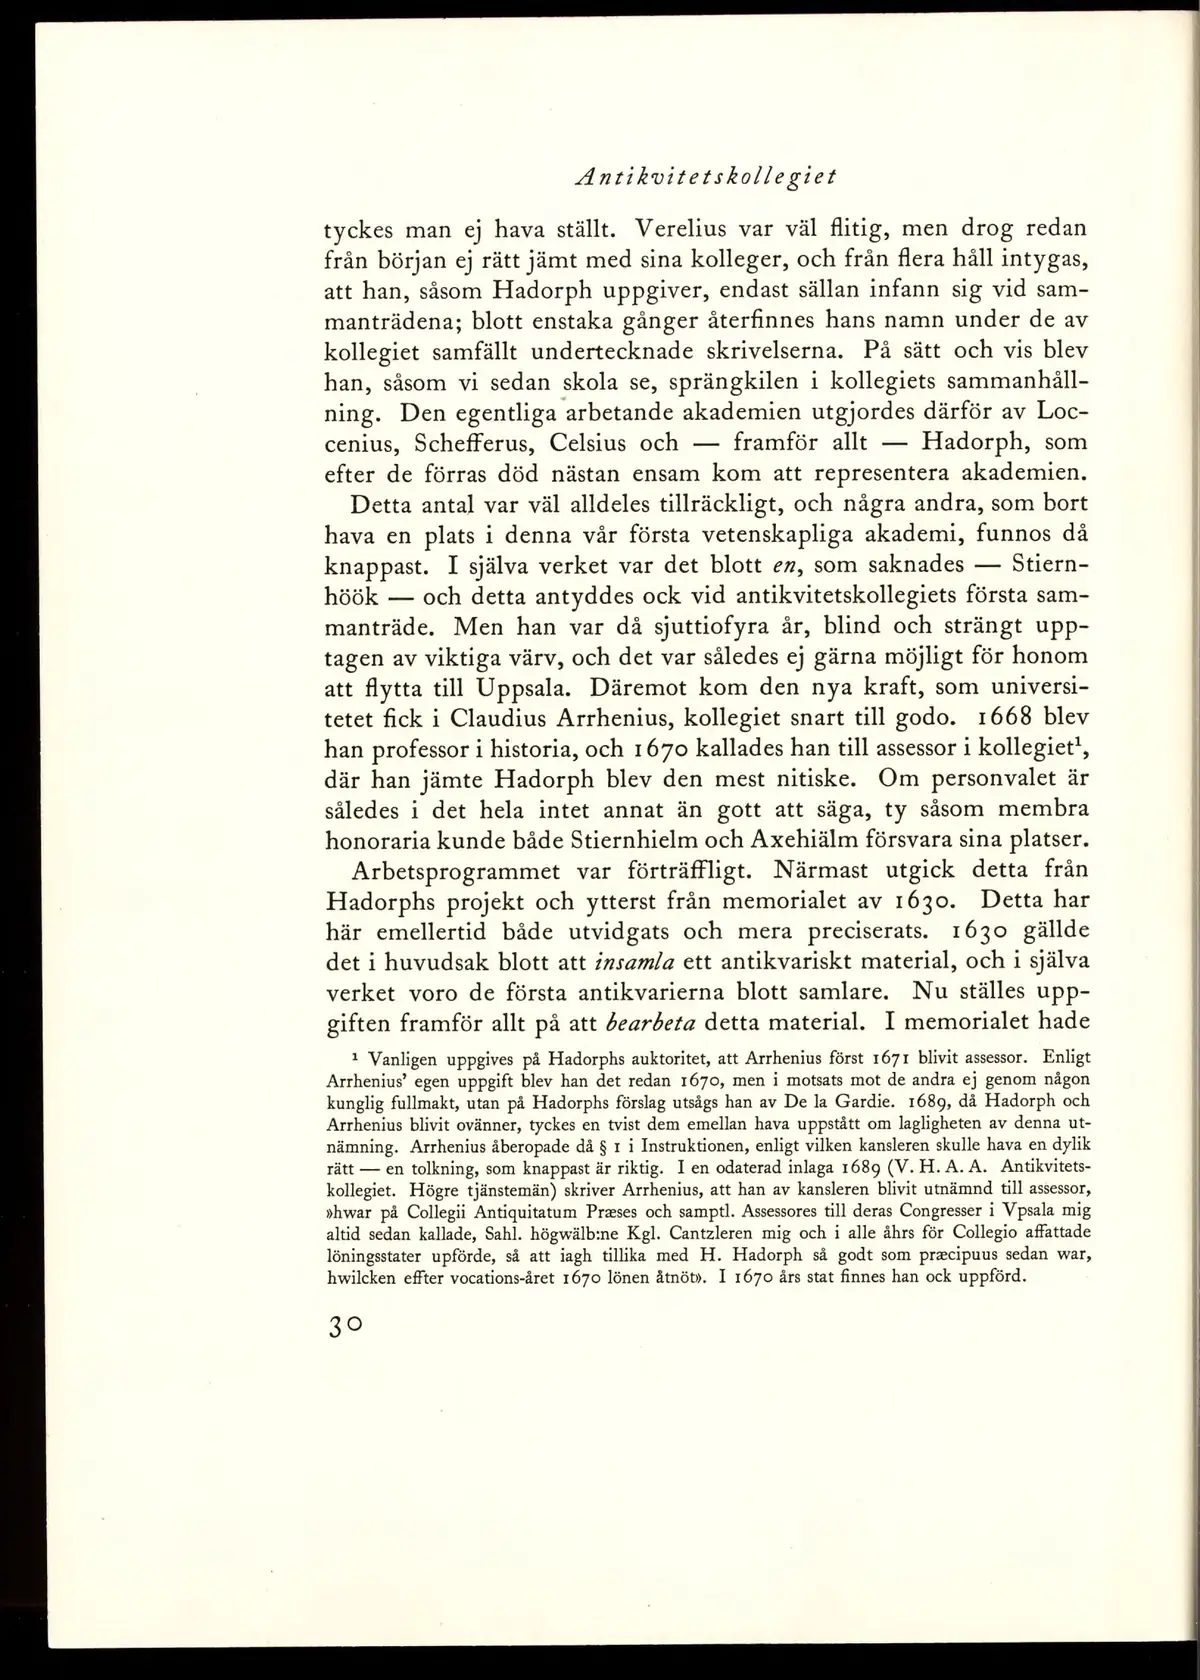 Antikvitetskollegiet
tyckes man ej hava ställt. Verelius var väl flitig, men drog redan
från början ej rätt jämt med sina kolleger, och från flera håll intygas,
att han, såsom Hadorph uppgiver, endast sällan infann sig vid sam-
manträdena; blott enstaka gånger återfinnes hans namn under de av
kollegiet samfällt undertecknade skrivelserna. På sätt och vis blev
han, såsom vi sedan skola se, sprängkilen i kollegiets sammanhåll-
ning. Den egentliga arbetande akademien utgjordes därför av Loc-
cenius, Schefferus, Celsius och — framför allt — Hadorph, som
efter de förras död nästan ensam kom att representera akademien.
Detta antal var väl alldeles tillräckligt, och några andra, som bort
hava en plats i denna vår första vetenskapliga akademi, funnos då
knappast. I själva verket var det blott en, som saknades — Stiern-
höök — och detta antyddes ock vid antikvitetskollegiets första sam-
manträde. Men han var då sjuttiofyra år, blind och strängt upp-
tagen av viktiga värv, och det var således ej gärna möjligt för honom
att flytta till Uppsala. Däremot kom den nya kraft, som universi-
tetet fick i Claudius Arrhenius, kollegiet snart till godo. 1668 blev
han professor i historia, och 1670 kallades han till assessor i kollegiet¹,
där han jämte Hadorph blev den mest nitiske. Om personvalet är
således i det hela intet annat än gott att säga, ty såsom membra
honoraria kunde både Stiernhielm och Axehiälm försvara sina platser.
Arbetsprogrammet var förträffligt. Närmast utgick detta från
Hadorphs projekt och ytterst från memorialet av 1630. Detta har
här emellertid både utvidgats och mera preciserats. 1630 gällde
det i huvudsak blott att insamla ett antikvariskt material, och i själva
verket voro de första antikvarierna blott samlare. Nu ställes upp-
giften framför allt på att bearbeta detta material. I memorialet hade
¹ Vanligen uppgives på Hadorphs auktoritet, att Arrhenius först 1671 blivit assessor. Enligt
Arrhenius’ egen uppgift blev han det redan 1670, men i motsats mot de andra ej genom någon
kunglig fullmakt, utan på Hadorphs förslag utsågs han av De la Gardie. 1689, då Hadorph och
Arrhenius blivit ovänner, tyckes en tvist dem emellan hava uppstått om lagligheten av denna ut-
nämning. Arrhenius åberopade då § 1 i Instruktionen, enligt vilken kansleren skulle hava en dylik
rätt — en tolkning, som knappast är riktig. I en odaterad inlaga 1689 (V. H. A. A. Antikvitets-
kollegiet. Högre tjänstemän) skriver Arrhenius, att han av kansleren blivit utnämnd till assessor,
»hwar på Collegii Antiquitatum Præses och samptl. Assessores till deras Congresser i Vpsala mig
altid sedan kallade, Sahl. högwälb:ne Kgl. Cantzleren mig och i alle åhrs för Collegio affattade
löningsstater upförde, så att iagh tillika med H. Hadorph så godt som præcipuus sedan war,
hwilcken effter vocations-året 1670 lönen åtnöt». I 1670 års stat finnes han ock uppförd.
30